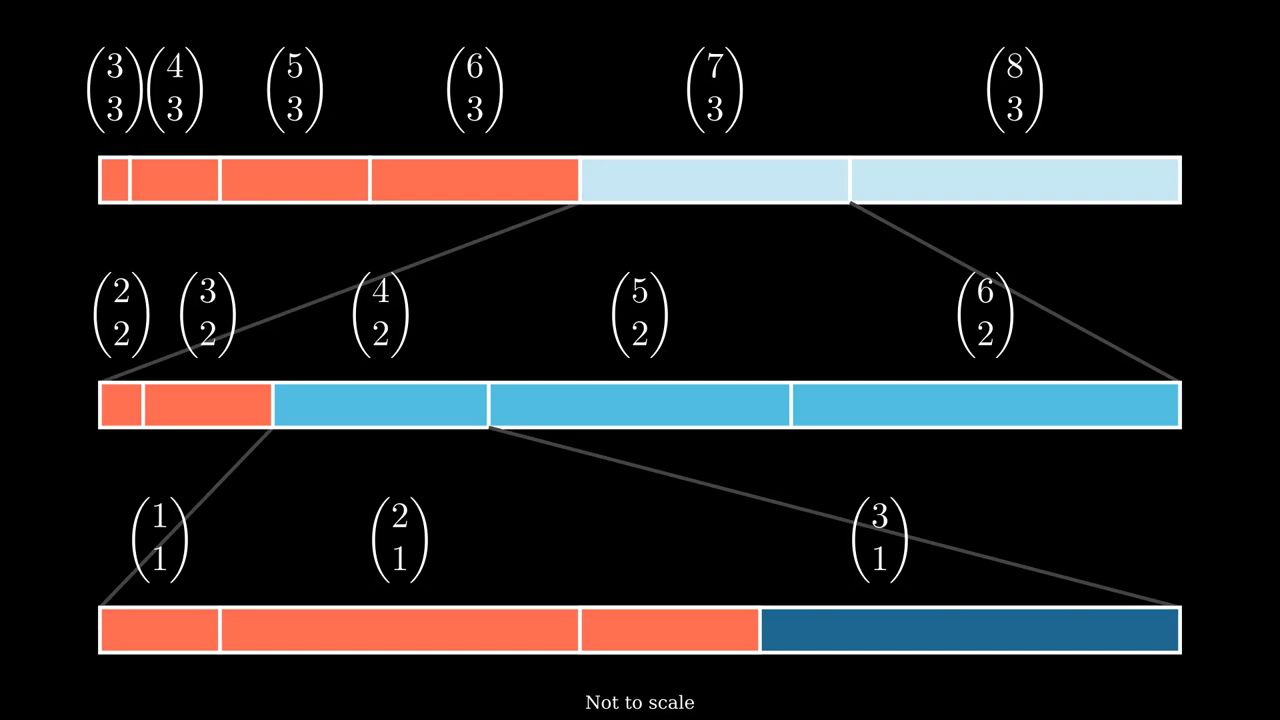 (3 3) (4 3) (5 3) (6 3) (7 3) (8 3)
(2 2) (3 2) (4 2) (5 2) (6 2)
(1 1) (2 1) (3 1)
Not to scale